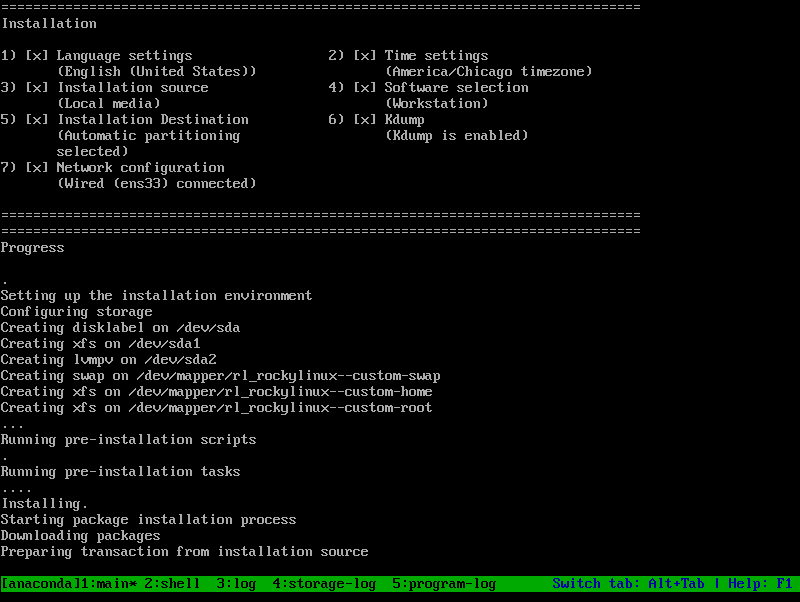 ================================================================================
Installation
1) [x] Language settings                 2) [x] Time settings
       (English (United States))                (America/Chicago timezone)
3) [x] Installation source               4) [x] Software selection
       (Local media)                            (Workstation)
5) [x] Installation Destination          6) [x] Kdump
       (Automatic partitioning                  (Kdump is enabled)
       selected)
7) [x] Network configuration
       (Wired (ens33) connected)
================================================================================
================================================================================
Progress
.
Setting up the installation environment
Configuring storage
Creating disklabel on /dev/sda
Creating xfs on /dev/sda1
Creating lvmpv on /dev/sda2
Creating swap on /dev/mapper/rl_rockylinux--custom-swap
Creating xfs on /dev/mapper/rl_rockylinux--custom-home
Creating xfs on /dev/mapper/rl_rockylinux--custom-root
...
Running pre-installation scripts
.
Running pre-installation tasks
....
Installing.
Starting package installation process
Downloading packages
Preparing transaction from installation source
[anaconda]1:main* 2:shell  3:log  4:storage-log  5:program-log       Switch tab: Alt+Tab | Help: F1